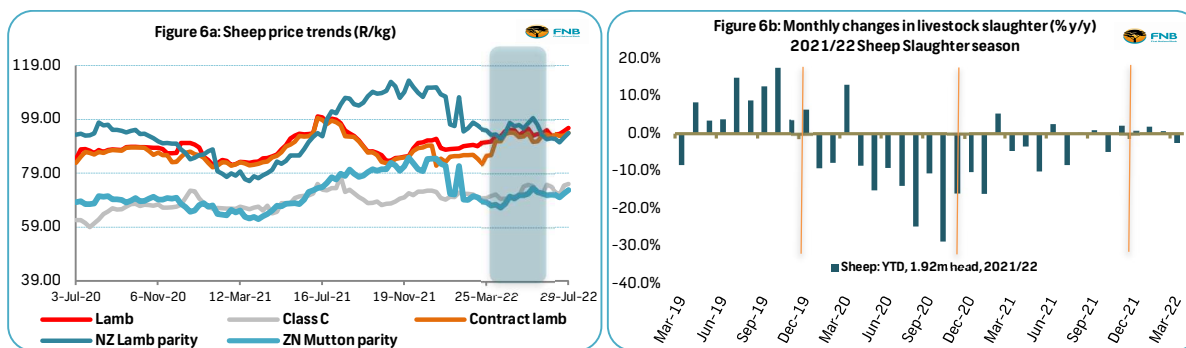 Figure 6a: Sheep price trends (R/kg)
FNB
119.00
99.00
79.00
59.00
39.00
3-Jul-20 6-Nov-20 12-Mar-21 16-Jul-21 19-Nov-21 25-Mar-22 29-Jul-22
Lamb Class C Contract lamb
NZ Lamb parity ZN Mutton parity
Figure 6b: Monthly changes in livestock slaughter (% y/y)
2021/22 Sheep Slaughter season
FNB
20.0%
10.0%
0.0%
-10.0%
-20.0%
-30.0%
-40.0%
Sheep: YTD, 1.92m head, 2021/22
Mar-19 Jun-19 Sep-19 Dec-19 Mar-20 Jun-20 Sep-20 Dec-20 Mar-21 Jun-21 Sep-21 Dec-21 Mar-22